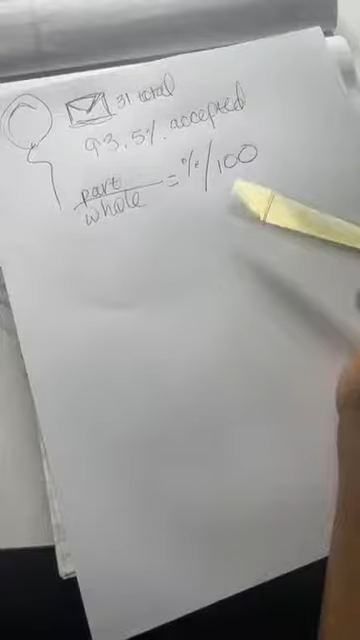 31 total
93.5% accepted
part/whole = %/100